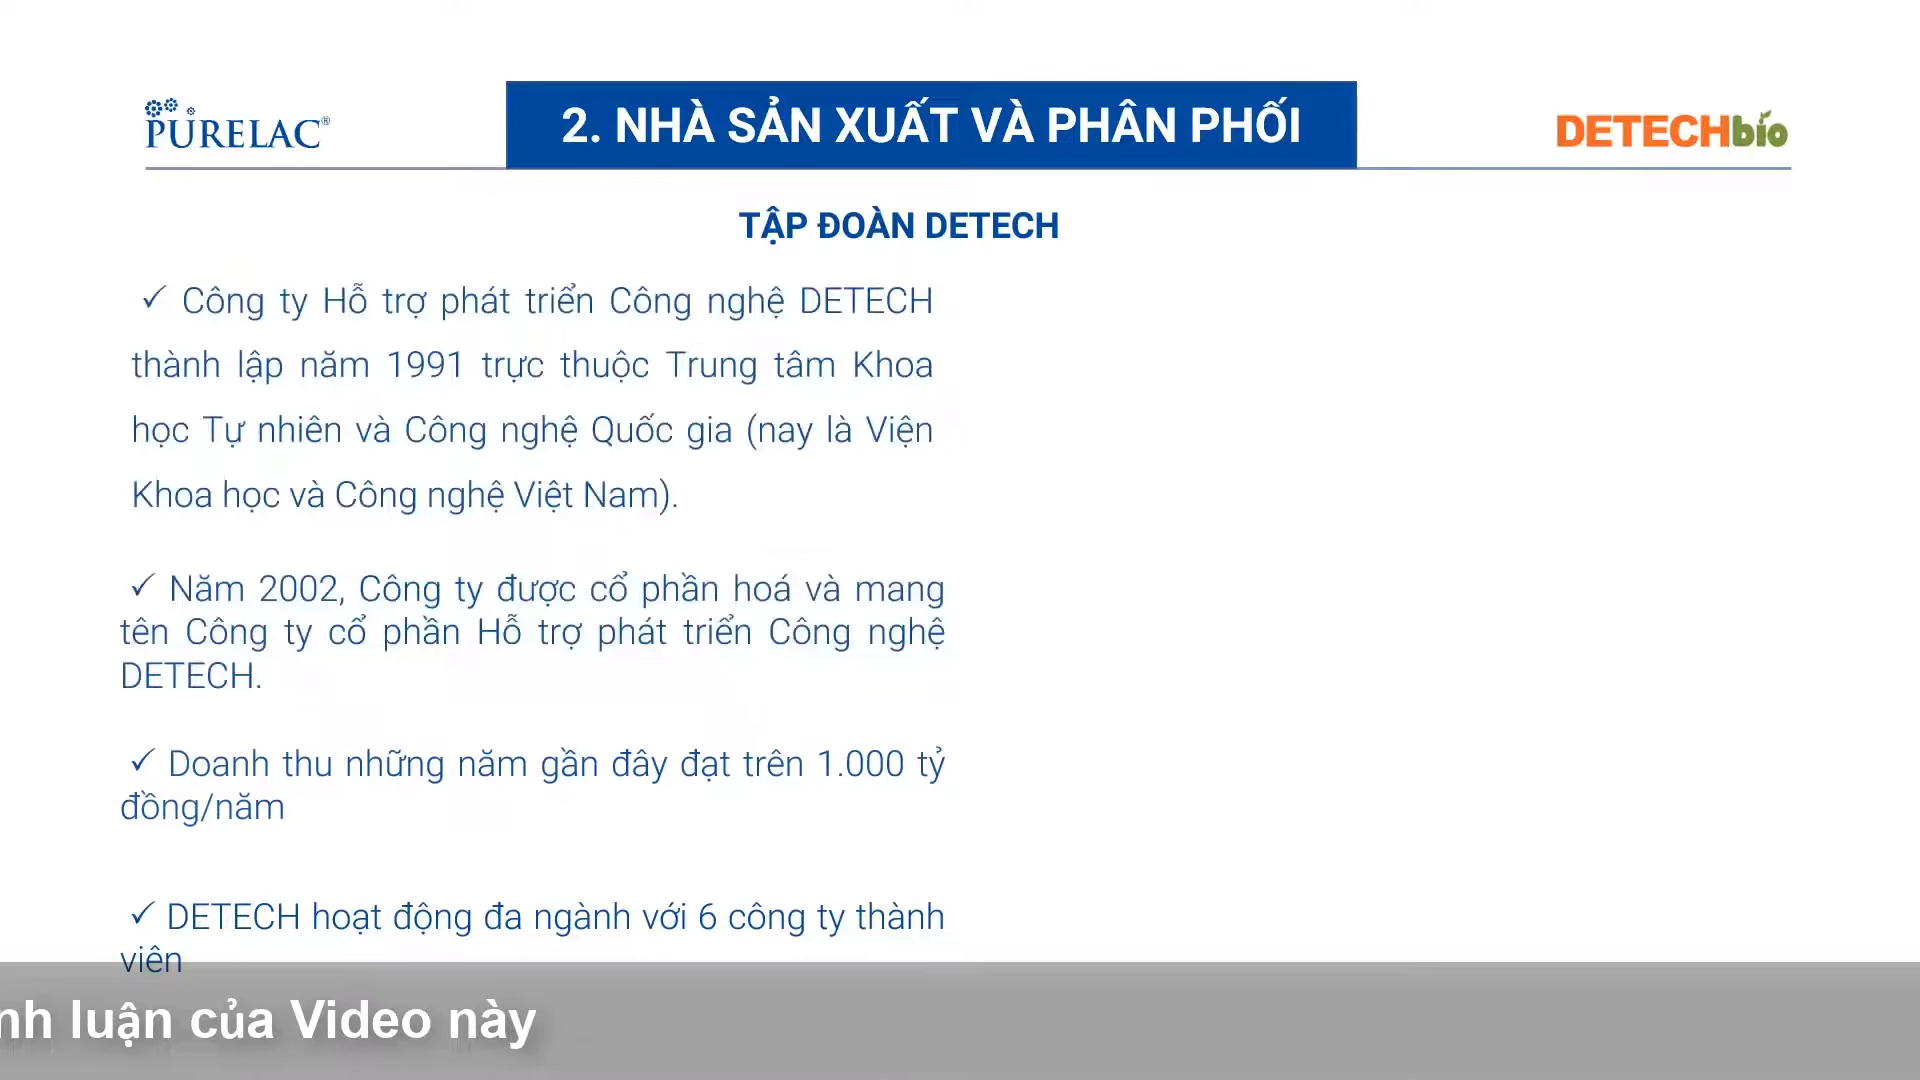 PURELAC®
2. NHÀ SẢN XUẤT VÀ PHÂN PHỐI
DETECHbio
TẬP ĐOÀN DETECH
✓ Công ty Hỗ trợ phát triển Công nghệ DETECH
thành lập năm 1991 trực thuộc Trung tâm Khoa
học Tự nhiên và Công nghệ Quốc gia (nay là Viện
Khoa học và Công nghệ Việt Nam).
✓ Năm 2002, Công ty được cổ phần hoá và mang
tên Công ty cổ phần Hỗ trợ phát triển Công nghệ
DETECH.
✓ Doanh thu những năm gần đây đạt trên 1.000 tỷ
đồng/năm
✓ DETECH hoạt động đa ngành với 6 công ty thành
viên
nh luận của Video này